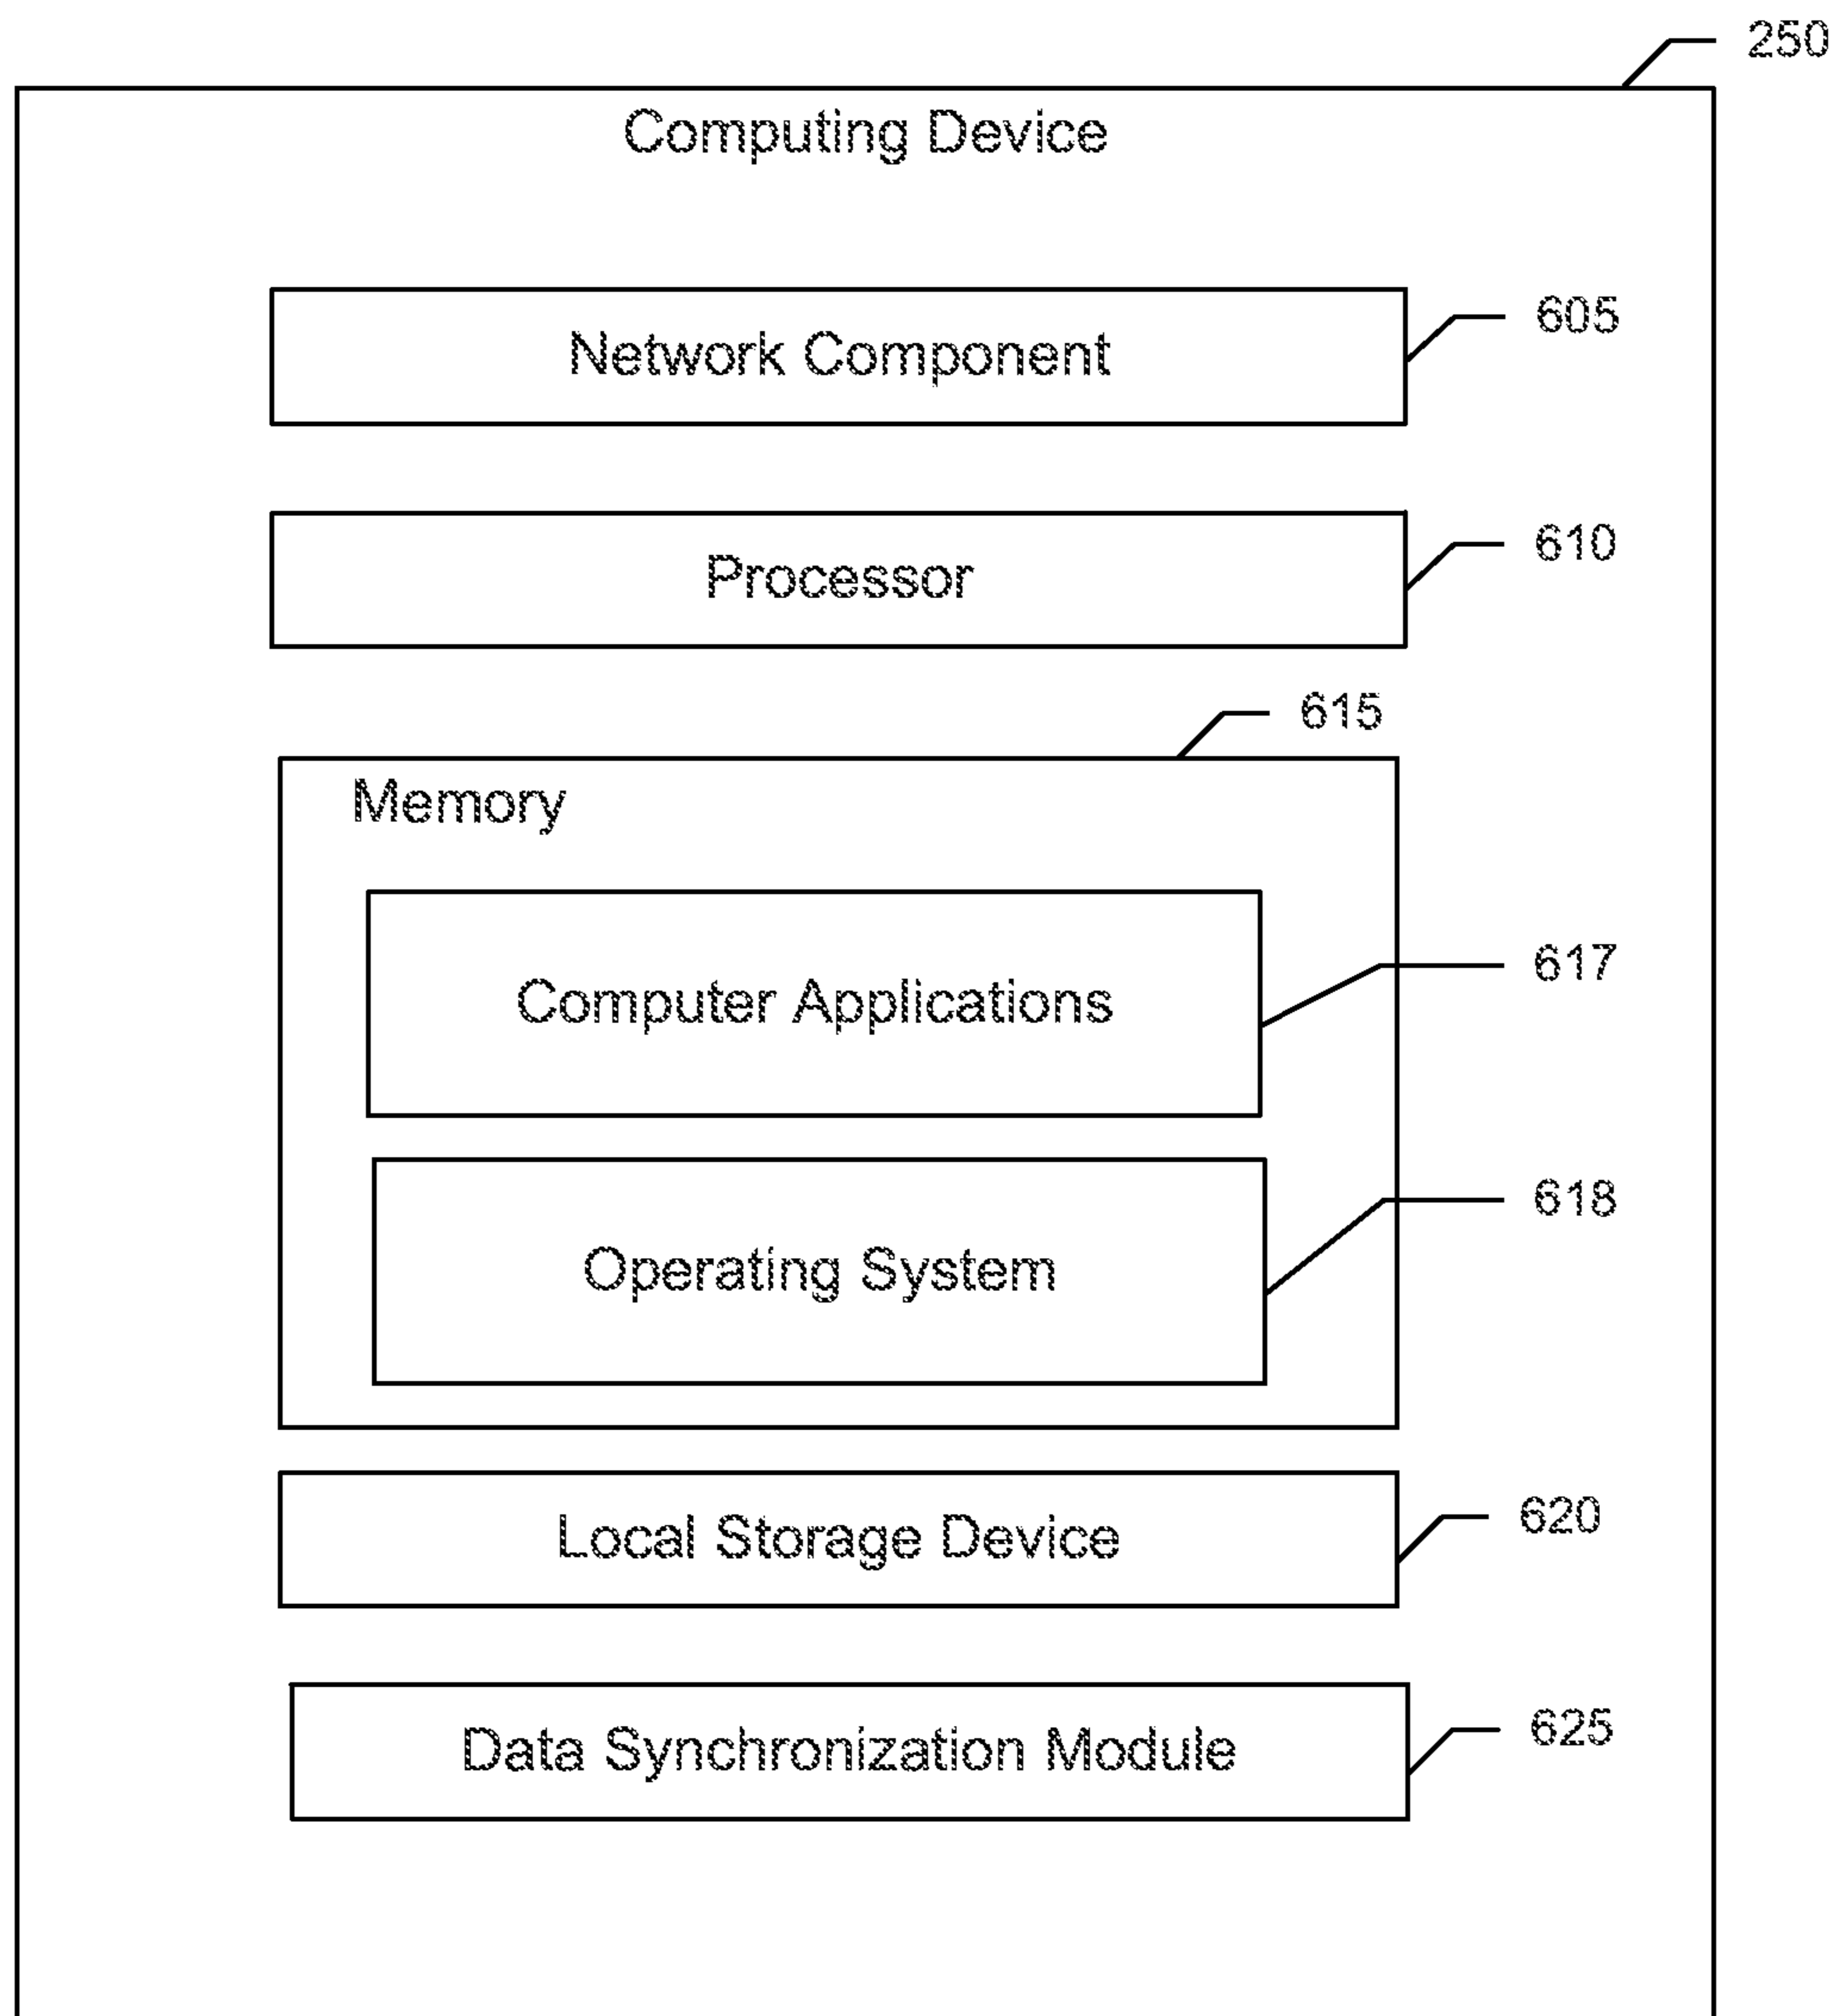 250
Computing Device
Network Component
605
Processor
610
615
Memory
Computer Applications
617
Operating System
618
Local Storage Device
620
Data Synchronization Module
625